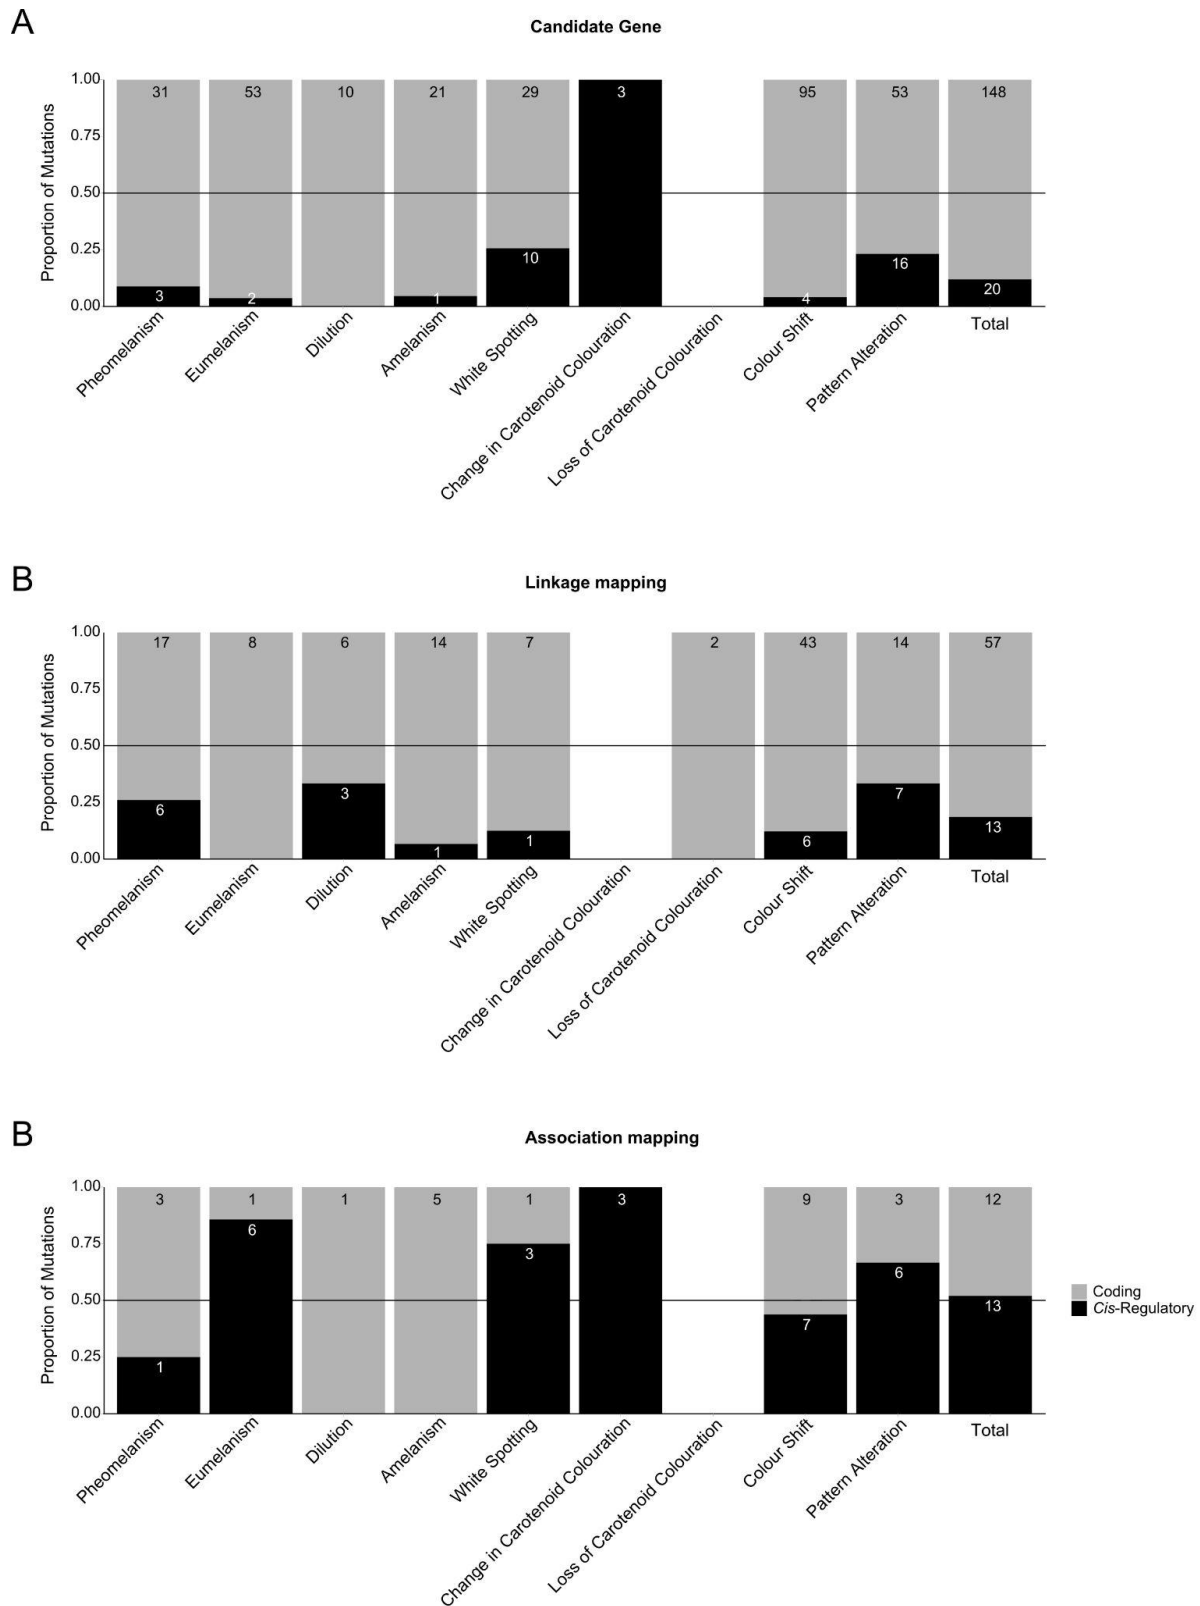 A
Candidate Gene
Proportion of Mutations
1.00
0.75
0.50
0.25
0.00
31 53 10 21 29 3 95 53 148
3 2 1 10 4 16 20
Pheomelanism
Eumelanism
Dilution
Amelanism
White Spotting
Change in Carotenoid Colouration
Loss of Carotenoid Colouration
Colour Shift
Pattern Alteration
Total
B
Linkage mapping
Proportion of Mutations
1.00
0.75
0.50
0.25
0.00
17 8 6 14 7 2 43 14 57
6 3 1 1 6 7 13
Pheomelanism
Eumelanism
Dilution
Amelanism
White Spotting
Change in Carotenoid Colouration
Loss of Carotenoid Colouration
Colour Shift
Pattern Alteration
Total
B
Association mapping
Proportion of Mutations
1.00
0.75
0.50
0.25
0.00
3 1 1 5 1 3 9 3 12
1 6 3 7 6 13
Pheomelanism
Eumelanism
Dilution
Amelanism
White Spotting
Change in Carotenoid Colouration
Loss of Carotenoid Colouration
Colour Shift
Pattern Alteration
Total
Coding
Cis-Regulatory